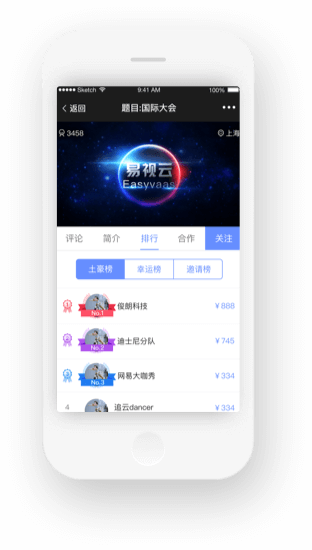 Sketch 9:41 AM 100%
返回 题目:国际大会
3458 上海
易视云
Easyvaas
评论 简介 排行 合作 关注
土豪榜 幸运榜 邀请榜
1 No.1 俊朗科技 ¥888
2 No.2 迪士尼分队 ¥745
3 No.3 网易大咖秀 ¥334
4 追云dancer ¥334